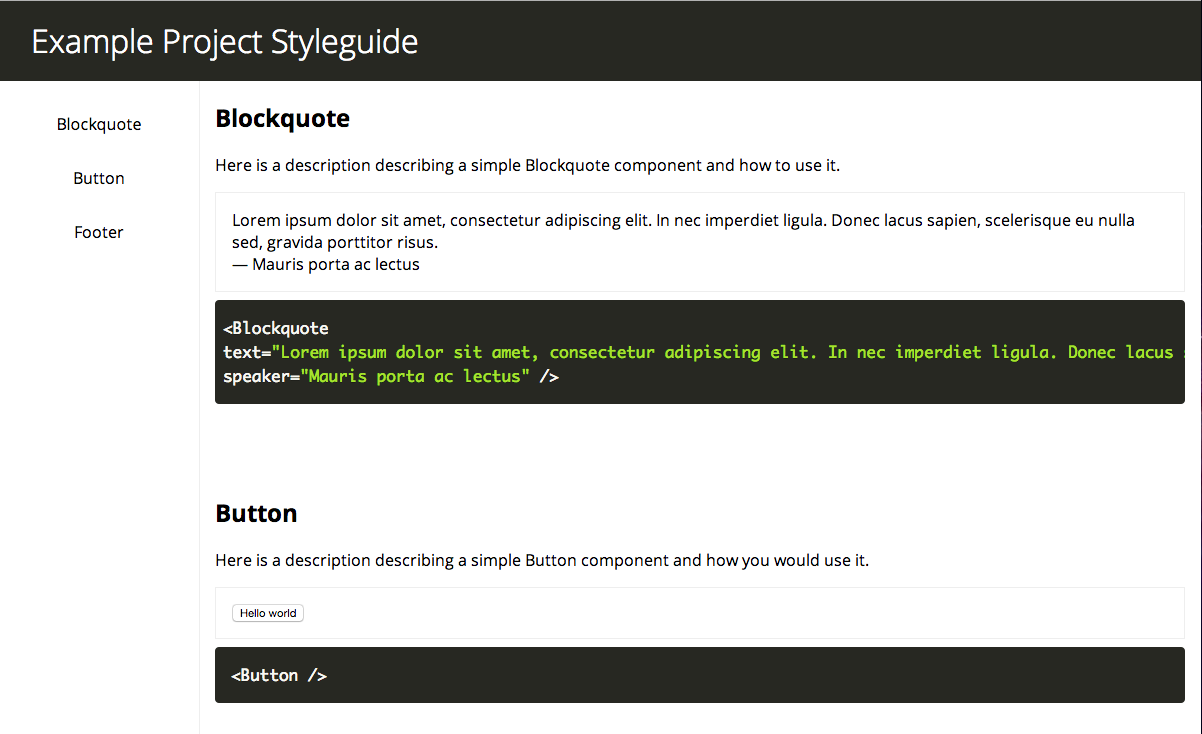 Example Project Styleguide
Blockquote
Button
Footer
Blockquote
Here is a description describing a simple Blockquote component and how to use it.
Lorem ipsum dolor sit amet, consectetur adipiscing elit. In nec imperdiet ligula. Donec lacus sapien, scelerisque eu nulla
sed, gravida porttitor risus.
— Mauris porta ac lectus
<Blockquote
text="Lorem ipsum dolor sit amet, consectetur adipiscing elit. In nec imperdiet ligula. Donec lacus
speaker="Mauris porta ac lectus" />
Button
Here is a description describing a simple Button component and how you would use it.
Hello world
<Button />